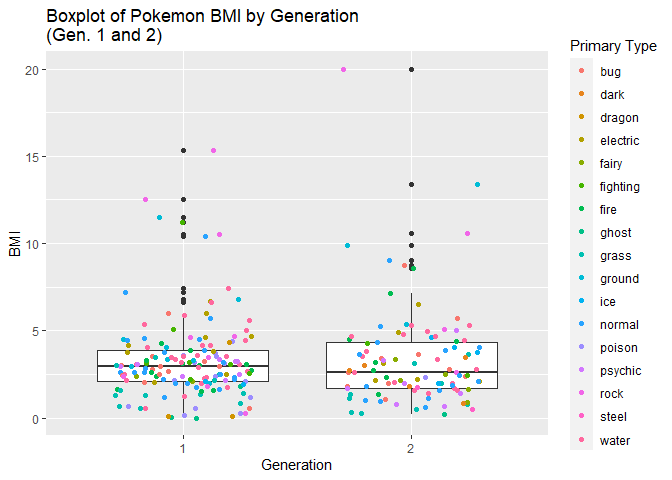 Boxplot of Pokemon BMI by Generation
(Gen. 1 and 2)
BMI
20
15
10
5
0
1
2
Generation
Primary Type
bug
dark
dragon
electric
fairy
fighting
fire
ghost
grass
ground
ice
normal
poison
psychic
rock
steel
water